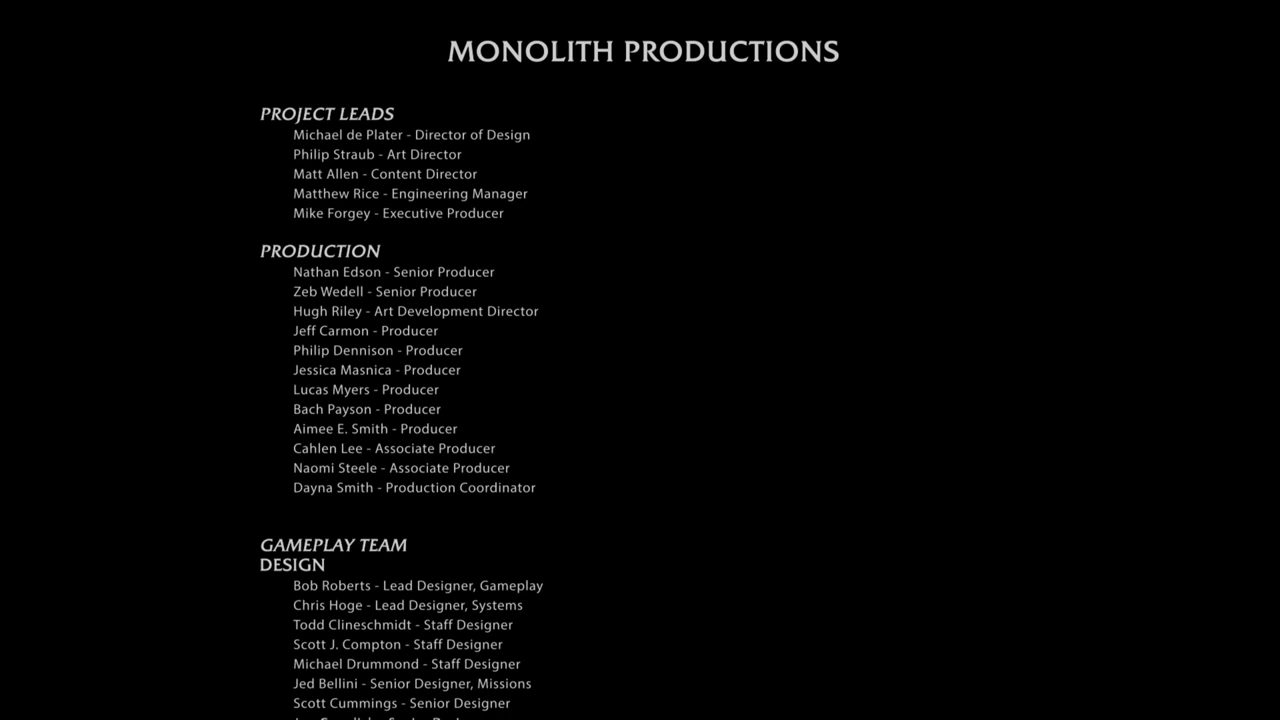 MONOLITH PRODUCTIONS
PROJECT LEADS
Michael de Plater - Director of Design
Philip Straub - Art Director
Matt Allen - Content Director
Matthew Rice - Engineering Manager
Mike Forgey - Executive Producer
PRODUCTION
Nathan Edson - Senior Producer
Zeb Wedell - Senior Producer
Hugh Riley - Art Development Director
Jeff Carmon - Producer
Philip Dennison - Producer
Jessica Masnica - Producer
Lucas Myers - Producer
Bach Payson - Producer
Aimee E. Smith - Producer
Cahlen Lee - Associate Producer
Naomi Steele - Associate Producer
Dayna Smith - Production Coordinator
GAMEPLAY TEAM
DESIGN
Bob Roberts - Lead Designer, Gameplay
Chris Hoge - Lead Designer, Systems
Todd Clineschmidt - Staff Designer
Scott J. Compton - Staff Designer
Michael Drummond - Staff Designer
Jed Bellini - Senior Designer, Missions
Scott Cummings - Senior Designer